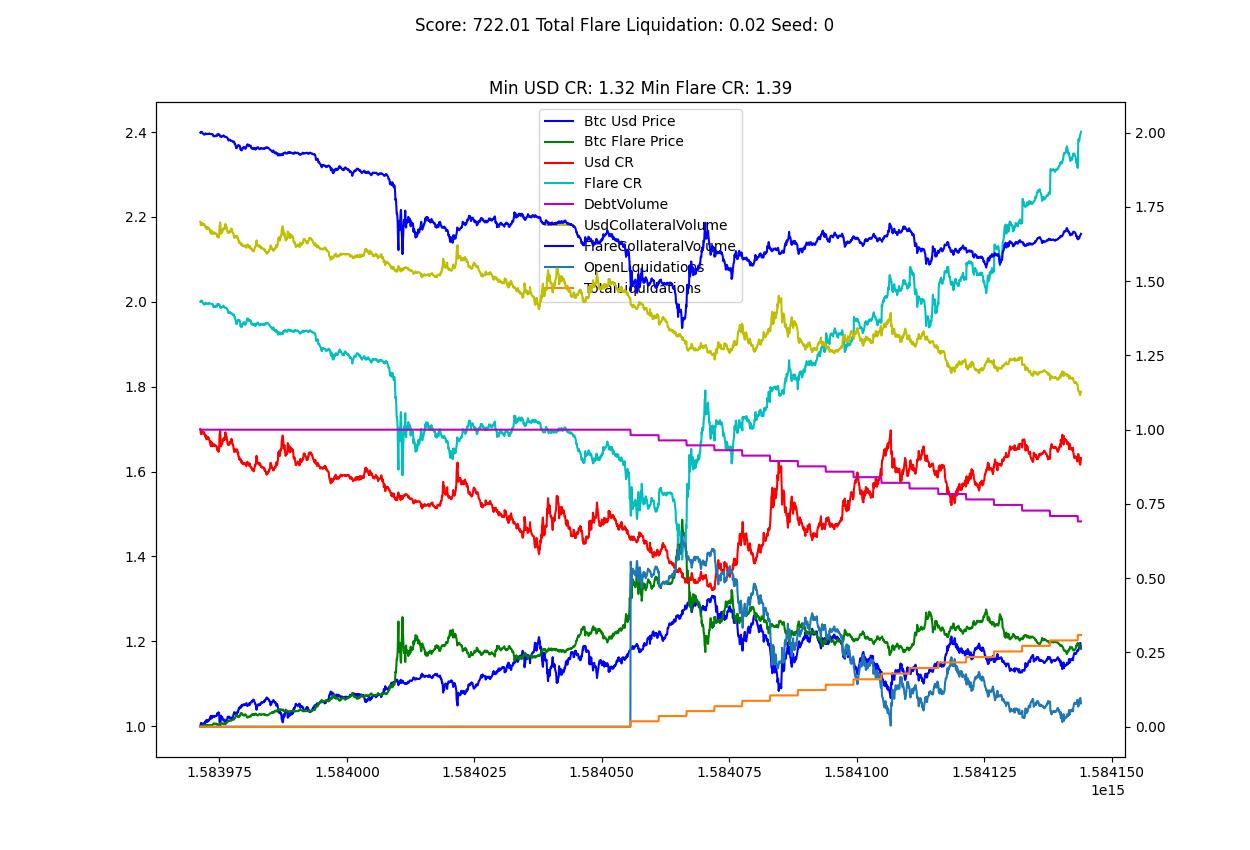 Score: 722.01 Total Flare Liquidation: 0.02 Seed: 0
Min USD CR: 1.32 Min Flare CR: 1.39
Btc Usd Price
Btc Flare Price
Usd CR
Flare CR
DebtVolume
UsdCollateralVolume
FlareCollateralVolume
OpenLiquidations
TotalLiquidations
2.4
2.2
2.0
1.8
1.6
1.4
1.2
1.0
2.00
1.75
1.50
1.25
1.00
0.75
0.50
0.25
0.00
1.583975 1.584000 1.584025 1.584050 1.584075 1.584100 1.584125 1.584150
1e15